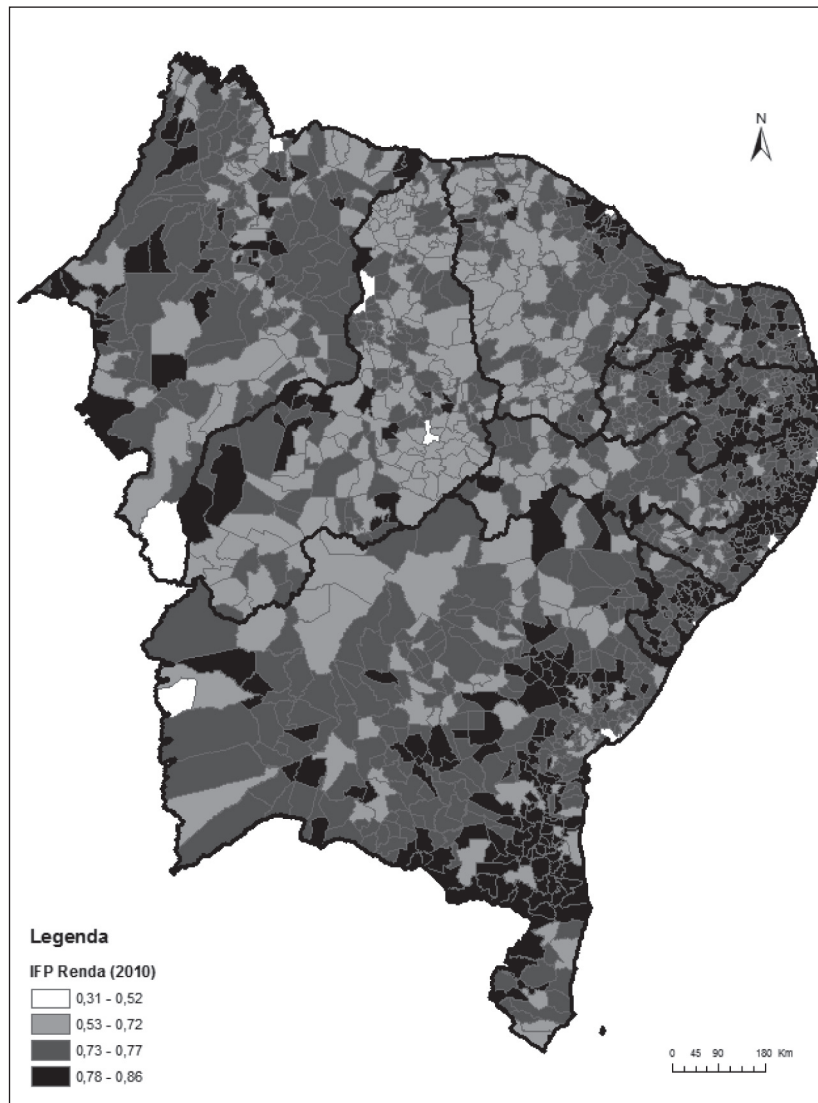 N
Legenda
IFP Renda (2010)
0,31 - 0,52
0,53 - 0,72
0,73 - 0,77
0,78 - 0,86
0 45 90 180 Km